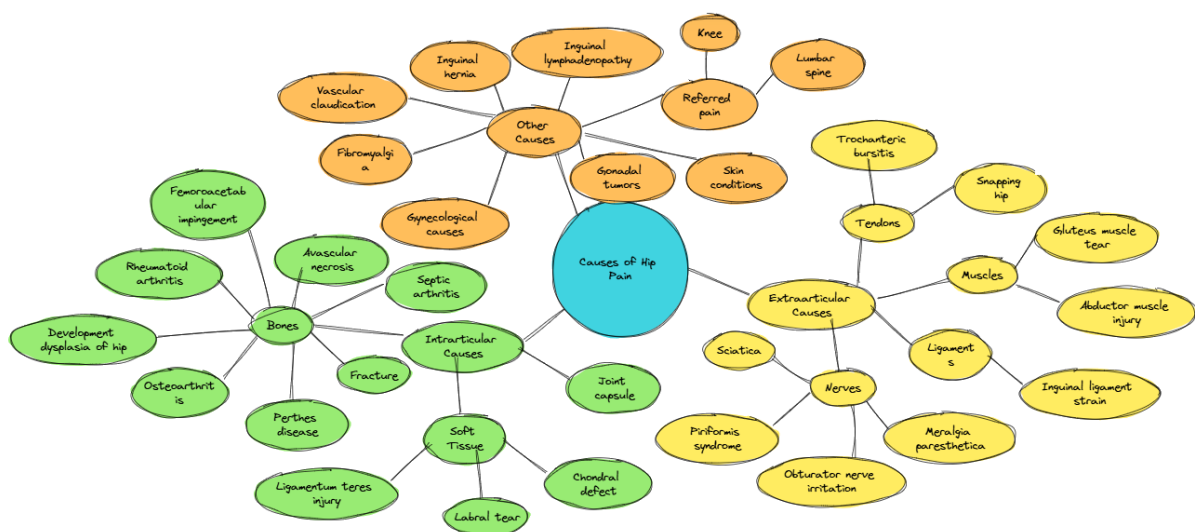 Knee
Inguinal
lymphadenopathy
Inguinal
hernia
Lumbar
spine
Vascular
claudication
Referred
pain
Other
Causes
Fibromyalgi
a
Gonadal
tumors
Skin
conditions
Gynecological
causes
Causes of Hip
Pain
Femoroacetab
ular
impingement
Avascular
necrosis
Rheumatoid
arthritis
Septic
arthritis
Bones
Development
dysplasia of hip
Intrarticular
Causes
Fracture
Osteoarthrit
is
Perthes
disease
Joint
capsule
Soft
Tissue
Ligamentum teres
injury
Labral tear
Chondral
defect
Trochanteric
bursitis
Snapping
hip
Tendons
Gluteus muscle
tear
Muscles
Extraarticular
Causes
Abductor muscle
injury
Ligament
s
Inguinal ligament
strain
Sciatica
Nerves
Piriformis
syndrome
Meralgia
paresthetica
Obturator nerve
irritation